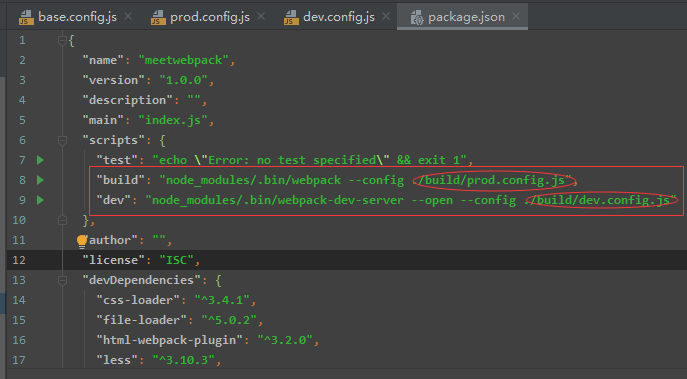 base.config.js × prod.config.js × dev.config.js × package.json ×
1 {
2 "name": "meetwebpack",
3 "version": "1.0.0",
4 "description": "",
5 "main": "index.js",
6 "scripts": {
7 "test": "echo \"Error: no test specified\" && exit 1",
8 "build": "node_modules/.bin/webpack --config ./build/prod.config.js",
9 "dev": "node_modules/.bin/webpack-dev-server --open --config ./build/dev.config.js"
10 },
11 "author": "",
12 "license": "ISC",
13 "devDependencies": {
14 "css-loader": "^3.4.1",
15 "file-loader": "^5.0.2",
16 "html-webpack-plugin": "^3.2.0",
17 "less": "^3.10.3",